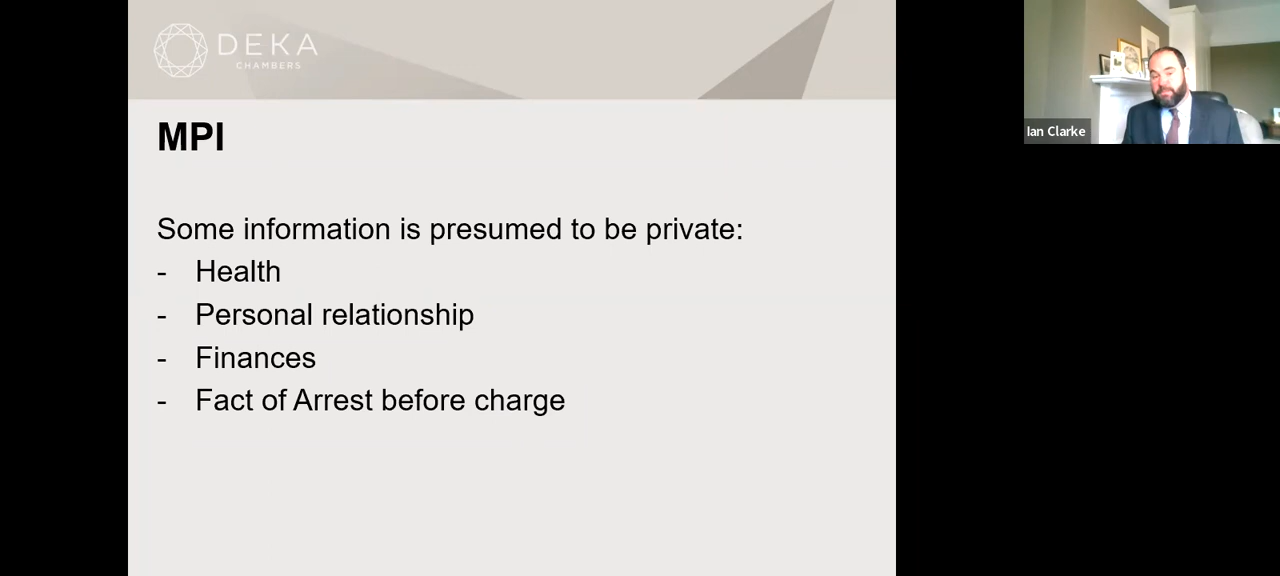 DEKA
CHAMBERS
MPI
Some information is presumed to be private:
- Health
- Personal relationship
- Finances
- Fact of Arrest before charge
Ian Clarke